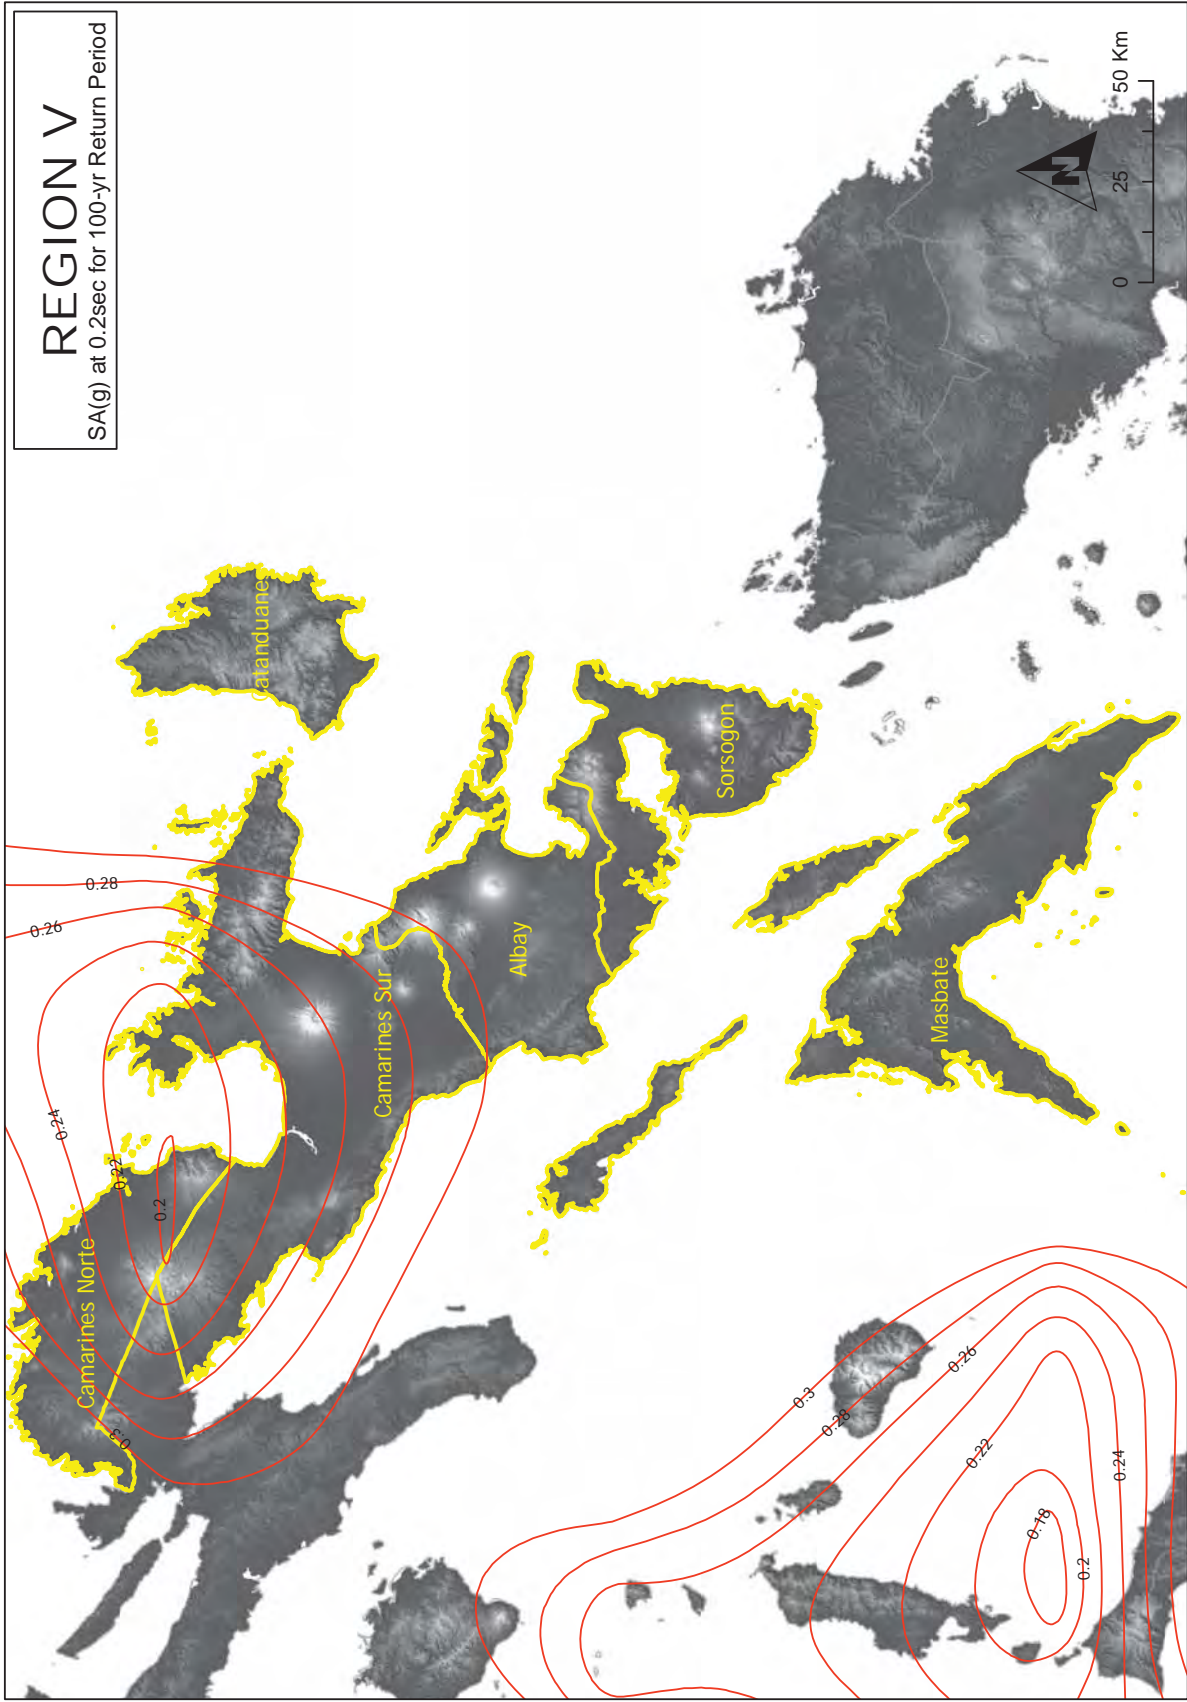 REGION V
SA(g) at 0.2sec for 100-yr Return Period
Camarines Norte
Catanduanes
Camarines Sur
Albay
Sorsogon
Masbate
0.28
0.26
0.24
0.22
0.2
0.3
0.3
0.28
0.26
0.22
0.24
0.18
0.2
N
0 25 50 Km